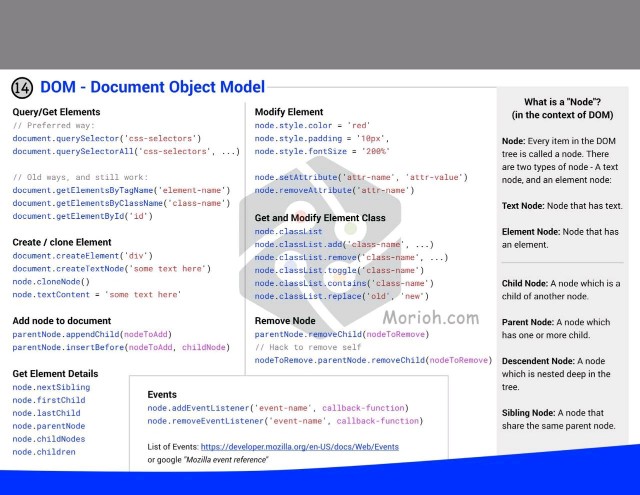 14 DOM - Document Object Model
Query/Get Elements
// Preferred way:
document.querySelector('css-selectors')
document.querySelectorAll('css-selectors', ...)
// Old ways, and still work:
document.getElementsByTagName('element-name')
document.getElementsByClassName('class-name')
document.getElementById('id')
Create / clone Element
document.createElement('div')
document.createTextNode('some text here')
node.cloneNode()
node.textContent = 'some text here'
Add node to document
parentNode.appendChild(nodeToAdd)
parentNode.insertBefore(nodeToAdd, childNode)
Get Element Details
node.nextSibling
node.firstChild
node.lastChild
node.parentNode
node.childNodes
node.children
Modify Element
node.style.color = 'red'
node.style.padding = '10px',
node.style.fontSize = '200%'
node.setAttribute('attr-name', 'attr-value')
node.removeAttribute('attr-name')
Get and Modify Element Class
node.classList
node.classList.add('class-name', ...)
node.classList.remove('class-name', ...)
node.classList.toggle('class-name')
node.classList.contains('class-name')
node.classList.replace('old', 'new')
Morioh.com
Remove Node
parentNode.removeChild(nodeToRemove)
// Hack to remove self
nodeToRemove.parentNode.removeChild(nodeToRemove)
Events
node.addEventListener('event-name', callback-function)
node.removeEventListener('event-name', callback-function)
List of Events: https://developer.mozilla.org/en-US/docs/Web/Events
or google "Mozilla event reference"
What is a "Node"?
(in the context of DOM)
Node: Every item in the DOM
tree is called a node. There
are two types of node - A text
node, and an element node:
Text Node: Node that has text.
Element Node: Node that has
an element.
Child Node: A node which is a
child of another node.
Parent Node: A node which
has one or more child.
Descendent Node: A node
which is nested deep in the
tree.
Sibling Node: A node that
share the same parent node.